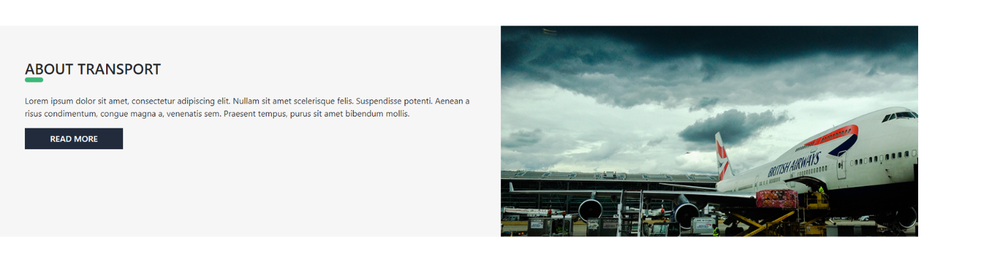 ABOUT TRANSPORT
Lorem ipsum dolor sit amet, consectetur adipiscing elit. Nullam sit amet scelerisque felis. Suspendisse potenti. Aenean a
risus condimentum, congue magna a, venenatis sem. Praesent tempus, purus sit amet bibendum mollis.
READ MORE
BRITISH AIRWAYS